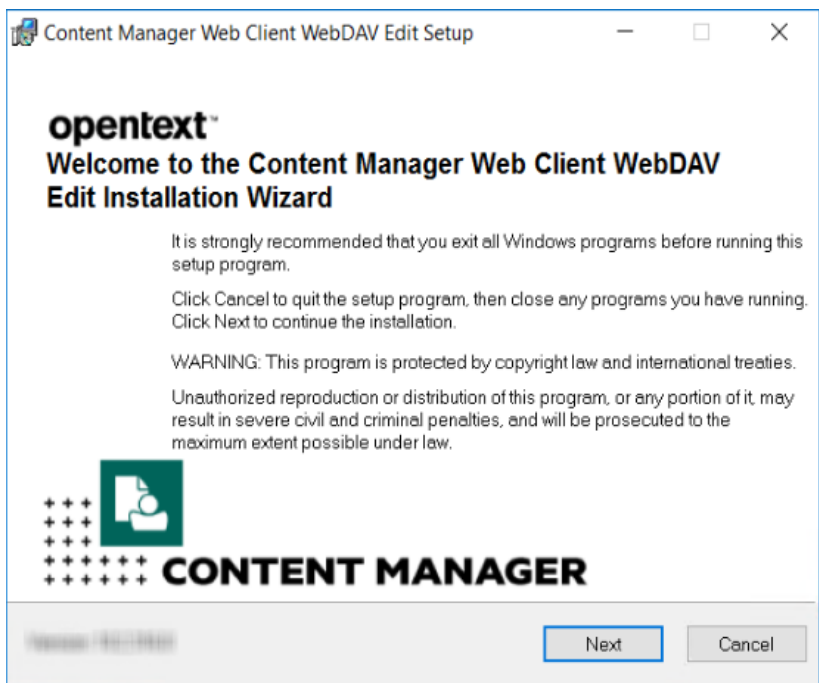 Content Manager Web Client WebDAV Edit Setup
opentext™
Welcome to the Content Manager Web Client WebDAV
Edit Installation Wizard
It is strongly recommended that you exit all Windows programs before running this
setup program.
Click Cancel to quit the setup program, then close any programs you have running.
Click Next to continue the installation.
WARNING: This program is protected by copyright law and international treaties.
Unauthorized reproduction or distribution of this program, or any portion of it, may
result in severe civil and criminal penalties, and will be prosecuted to the
maximum extent possible under law.
CONTENT MANAGER
Next
Cancel